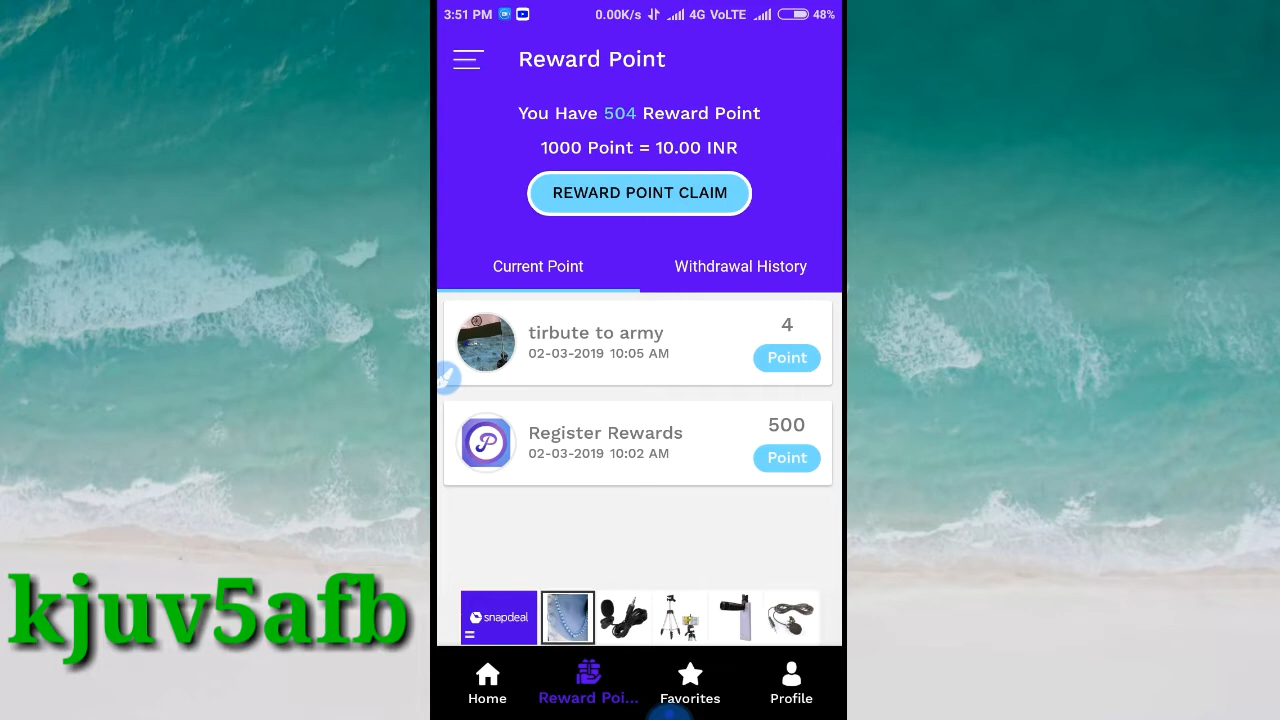 3:51 PM 0.00K/s 4G VoLTE 48%
Reward Point
You Have 504 Reward Point
1000 Point = 10.00 INR
REWARD POINT CLAIM
Current Point Withdrawal History
tirbute to army
02-03-2019 10:05 AM
4
Point
Register Rewards
02-03-2019 10:02 AM
500
Point
kjuv5afb
snapdeal
Home Reward Poi... Favorites Profile